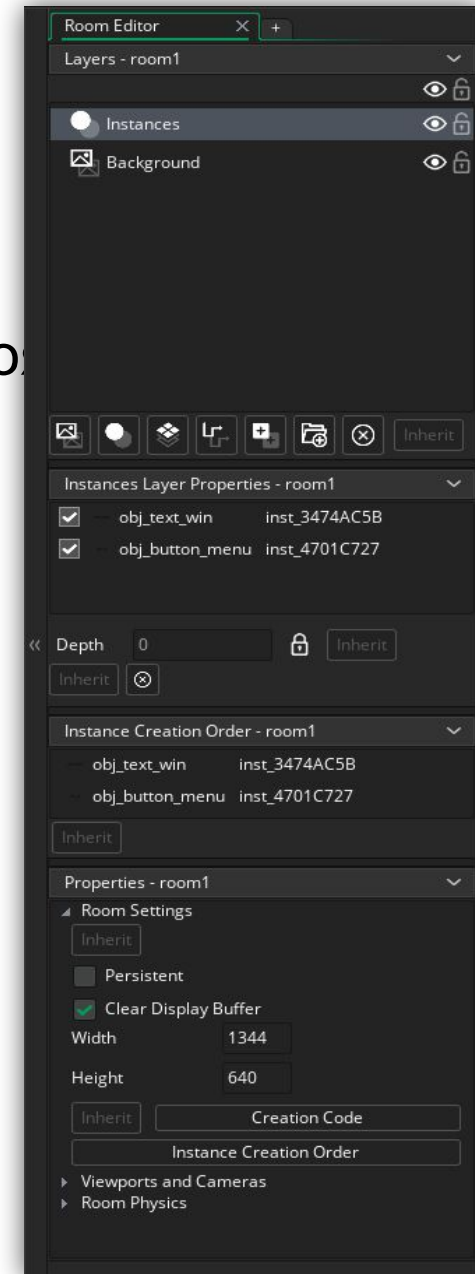 Room Editor
Layers - room1
Instances
Background
Inherit
Instances Layer Properties - room1
obj_text_win inst_3474AC5B
obj_button_menu inst_4701C727
Depth 0 Inherit
Inherit
Instance Creation Order - room1
obj_text_win inst_3474AC5B
obj_button_menu inst_4701C727
Inherit
Properties - room1
Room Settings
Inherit
Persistent
Clear Display Buffer
Width 1344
Height 640
Inherit Creation Code
Instance Creation Order
Viewports and Cameras
Room Physics